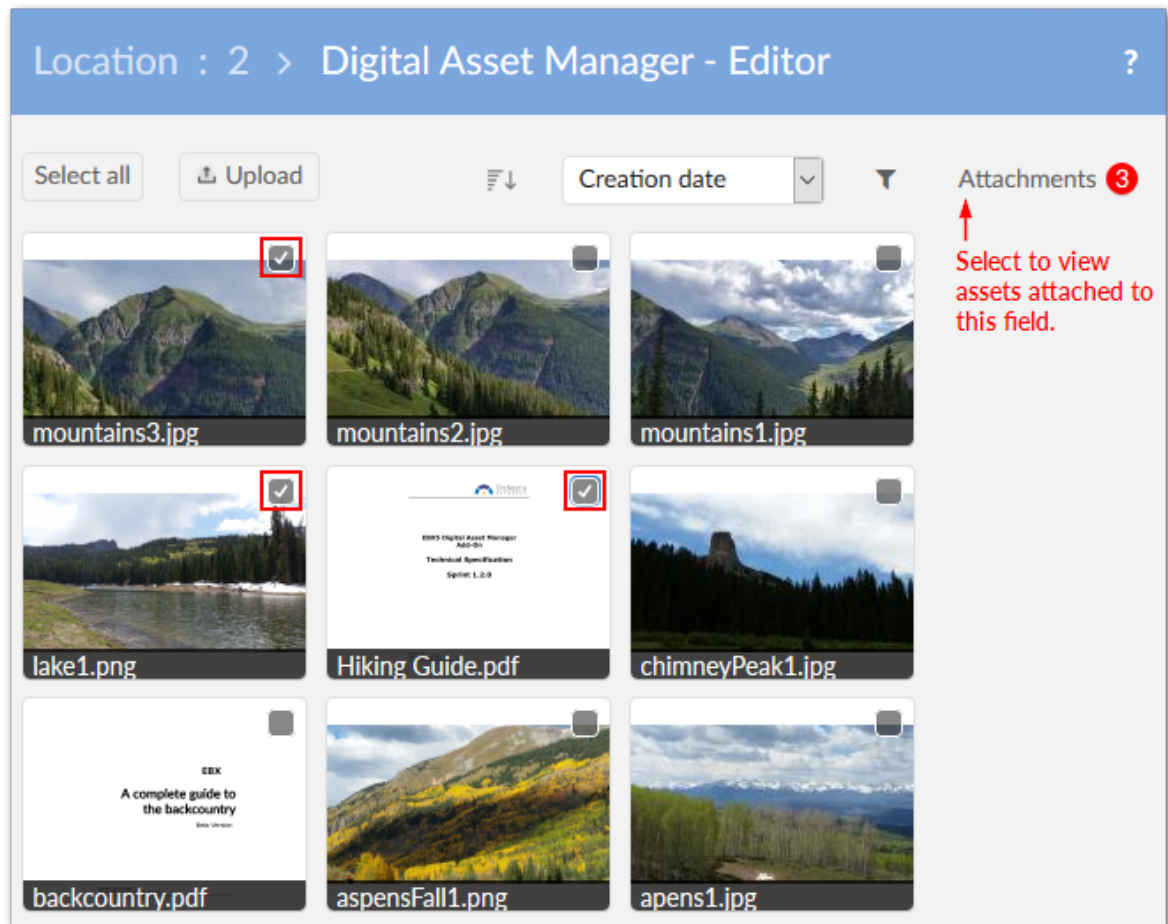 Location : 2 > Digital Asset Manager - Editor ?
Select all
Upload
Creation date
Attachments 3
Select to view
assets attached to
this field.
mountains3.jpg
mountains2.jpg
mountains1.jpg
Orchestra
EBX5 Digital Asset Manager
Add-On
Technical Specification
Sprint 1.2.0
lake1.png
Hiking Guide.pdf
chimneyPeak1.jpg
EBX
A complete guide to
the backcountry
Beta Version
backcountry.pdf
aspensFall1.png
apens1.jpg